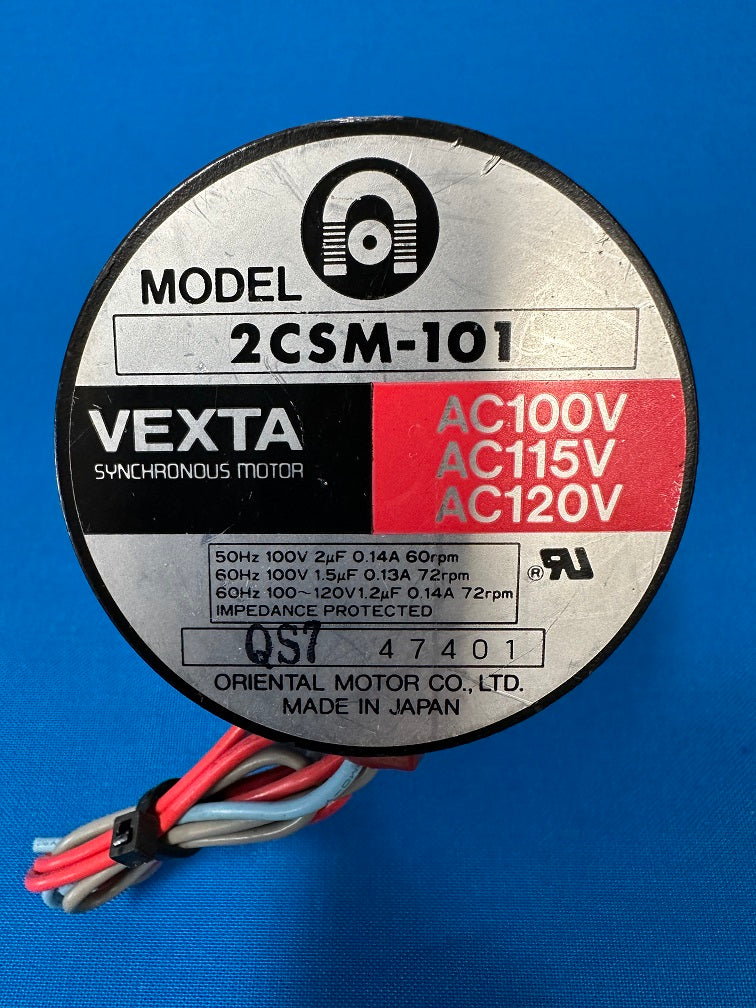 MODEL
2CSM-101
VEXTA
SYNCHRONOUS MOTOR
AC100V
AC115V
AC120V
50Hz 100V 2µF 0.14A 60rpm
60Hz 100V 1.5µF 0.13A 72rpm
60Hz 100~120V1.2µF 0.14A 72rpm
IMPEDANCE PROTECTED
® RU
QS7 47401
ORIENTAL MOTOR CO., LTD.
MADE IN JAPAN